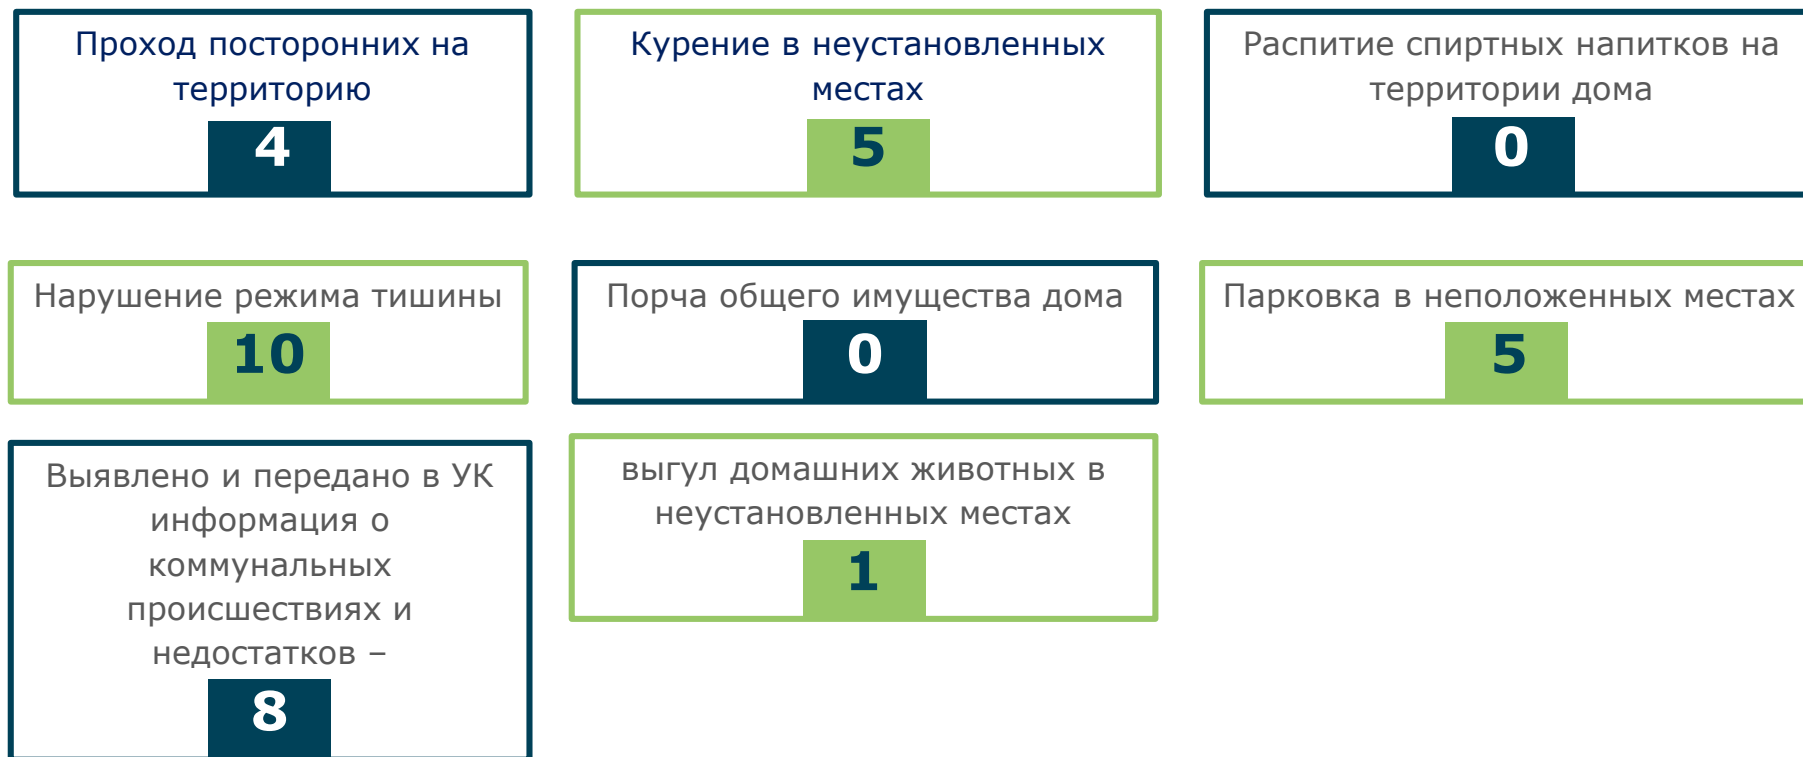 Проход посторонних на
территорию
4
Курение в неустановленных
местах
5
Распитие спиртных напитков на
территории дома
0
Нарушение режима тишины
10
Порча общего имущества дома
0
Парковка в неположенных местах
5
Выявлено и передано в УК
информация о
коммунальных
происшествиях и
недостатков –
8
выгул домашних животных в
неустановленных местах
1